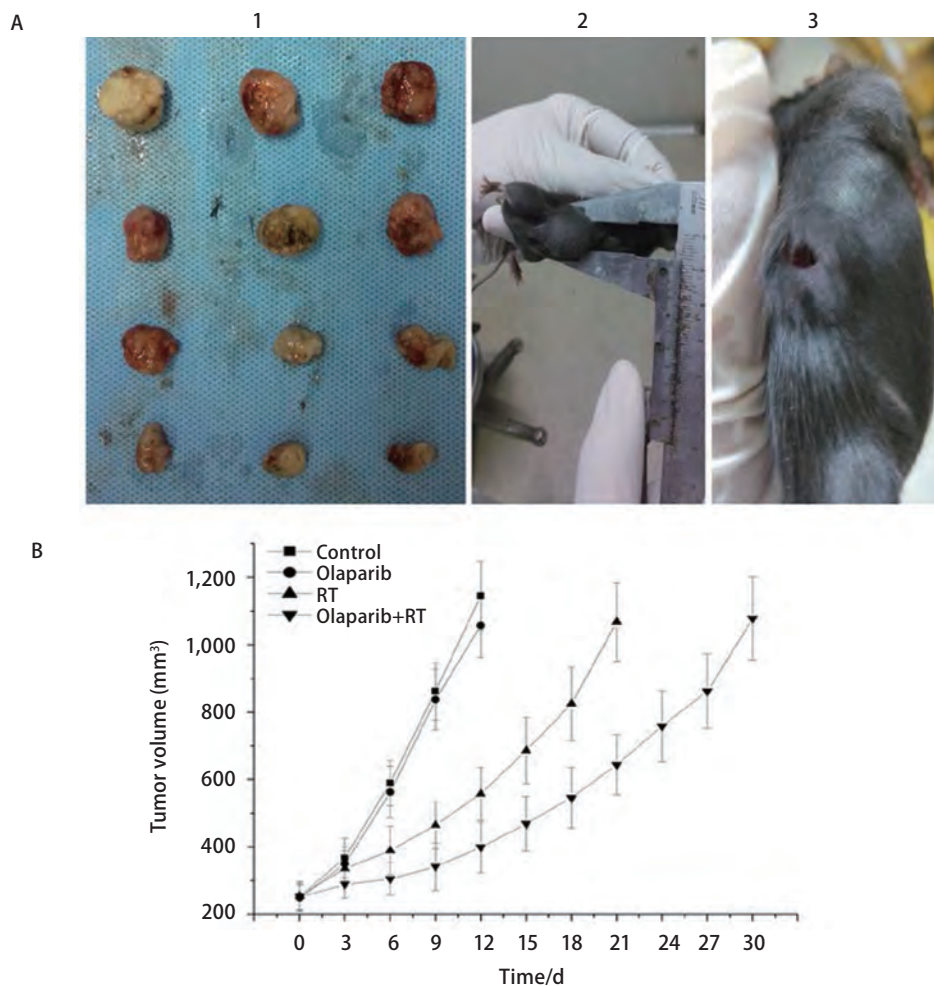 A
1 2 3
B
Control
Olaparib
RT
Olaparib+RT
1,200
1,000
800
600
400
200
Tumor volume (mm³)
0 3 6 9 12 15 18 21 24 27 30
Time/d